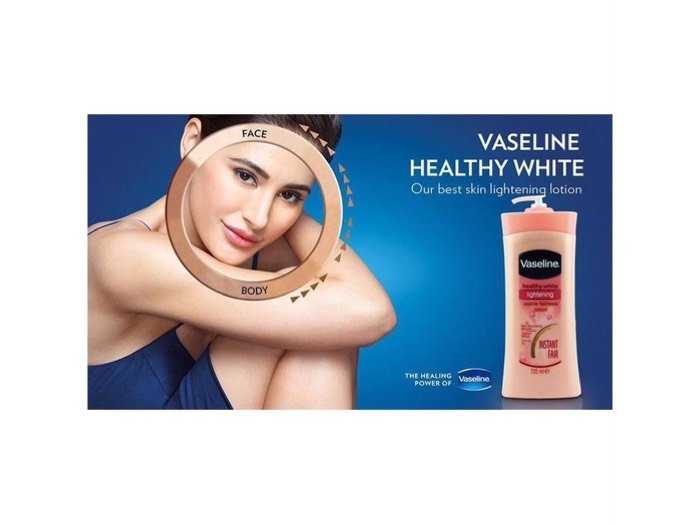 FACE
BODY
VASELINE
HEALTHY WHITE
Our best skin lightening lotion
Vaseline
healthy white
lightening
INSTANT
FAIR
THE HEALING
POWER OF
Vaseline